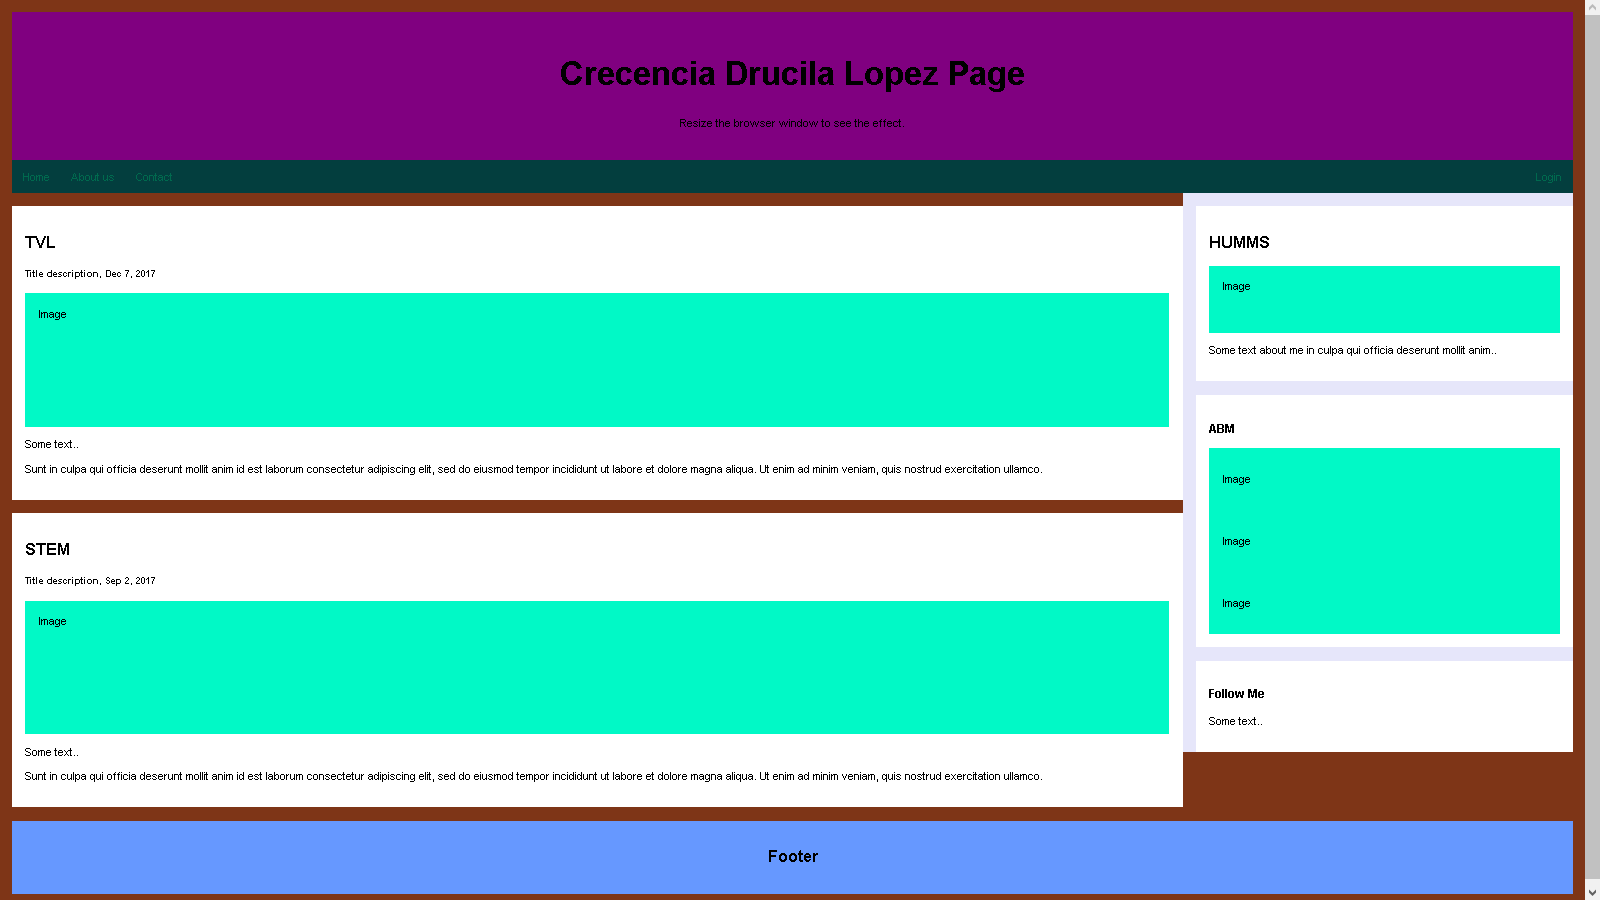 Crecencia Drucila Lopez Page
Resize the browser window to see the effect.
Home About us Contact Login
TVL
Title description, Dec 7, 2017
Image
Some text..
Sunt in culpa qui officia deserunt mollit anim id est laborum consectetur adipiscing elit, sed do eiusmod tempor incididunt ut labore et dolore magna aliqua. Ut enim ad minim veniam, quis nostrud exercitation ullamco.
STEM
Title description, Sep 2, 2017
Image
Some text..
Sunt in culpa qui officia deserunt mollit anim id est laborum consectetur adipiscing elit, sed do eiusmod tempor incididunt ut labore et dolore magna aliqua. Ut enim ad minim veniam, quis nostrud exercitation ullamco.
HUMMS
Image
Some text about me in culpa qui officia deserunt mollit anim..
ABM
Image
Image
Image
Follow Me
Some text..
Footer